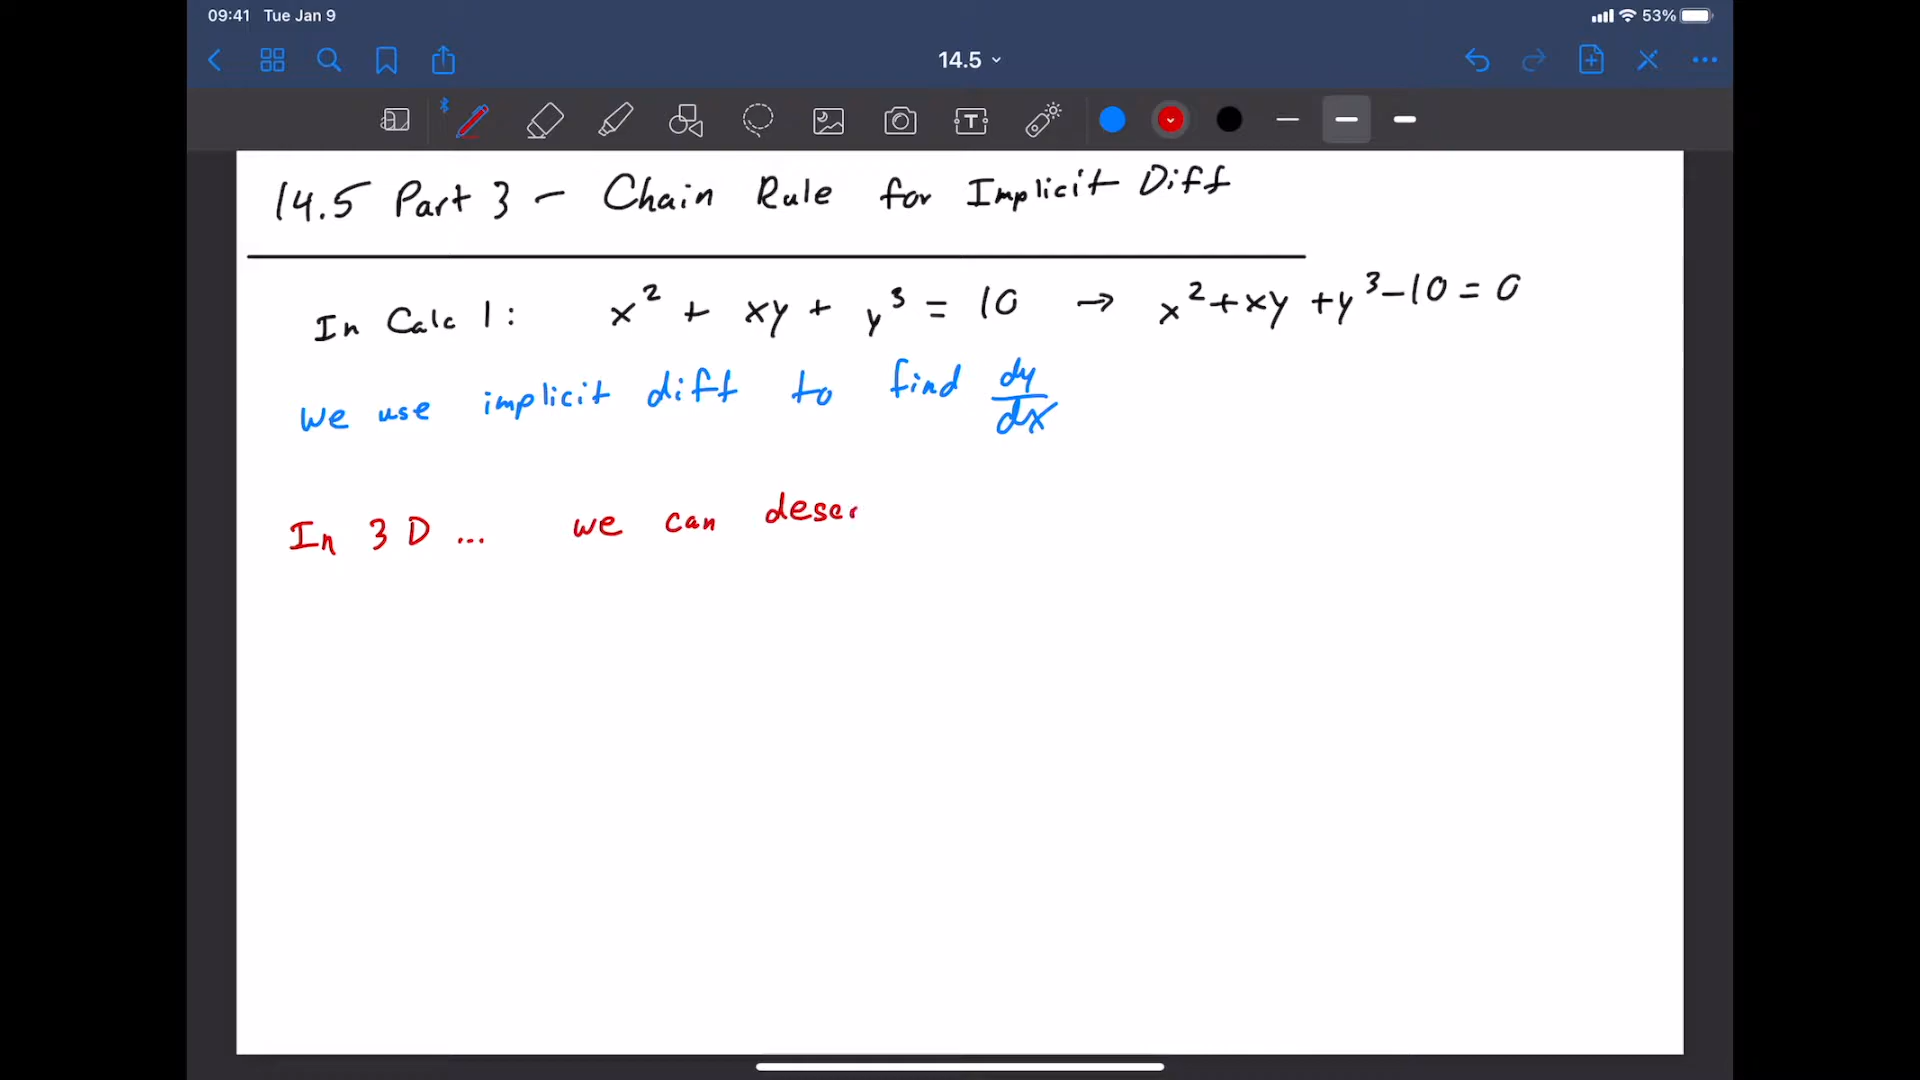 09:41 Tue Jan 9 53%
14.5
T
14.5 Part 3 - Chain Rule for Implicit Diff
In Calc 1: x² + xy + y³ = 10 → x² + xy + y³ - 10 = 0
We use implicit diff to find dy/dx
In 3D ... we can descr